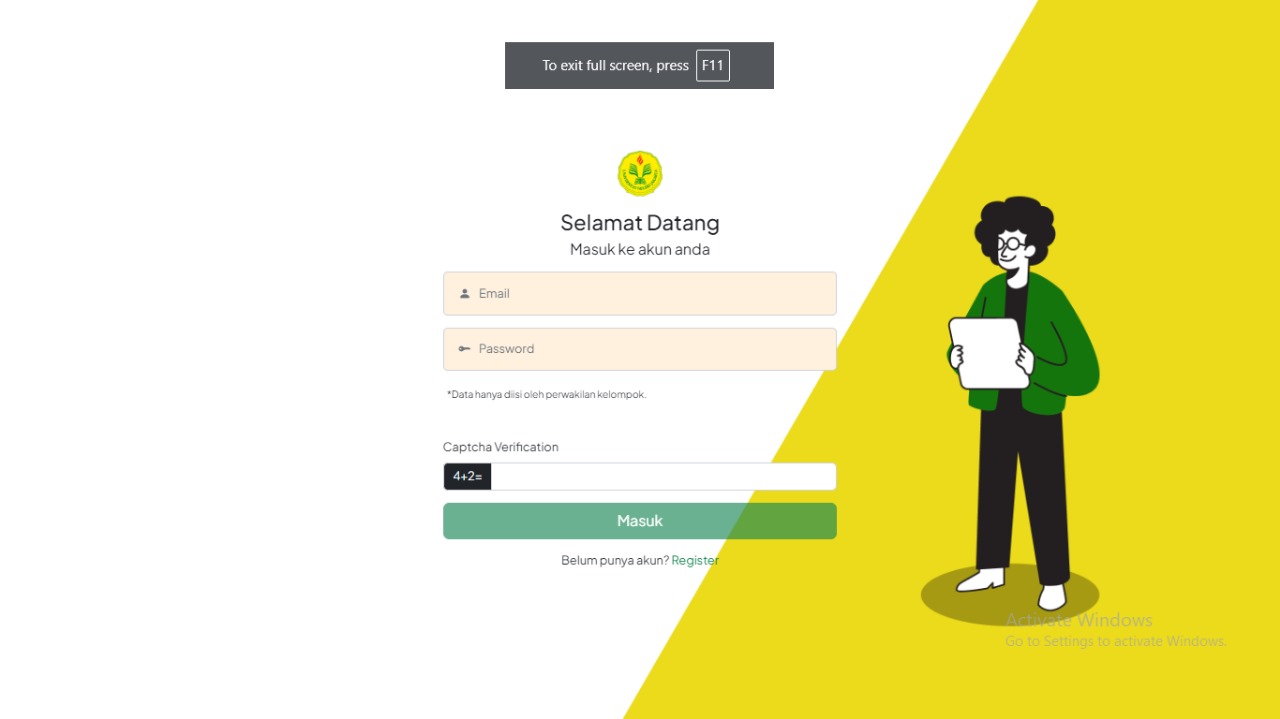 To exit full screen, press F11
Selamat Datang
Masuk ke akun anda
Email
Password
*Data hanya diisi oleh perwakilan kelompok.
Captcha Verification
4+2=
Masuk
Belum punya akun? Register
Activate Windows
Go to Settings to activate Windows.